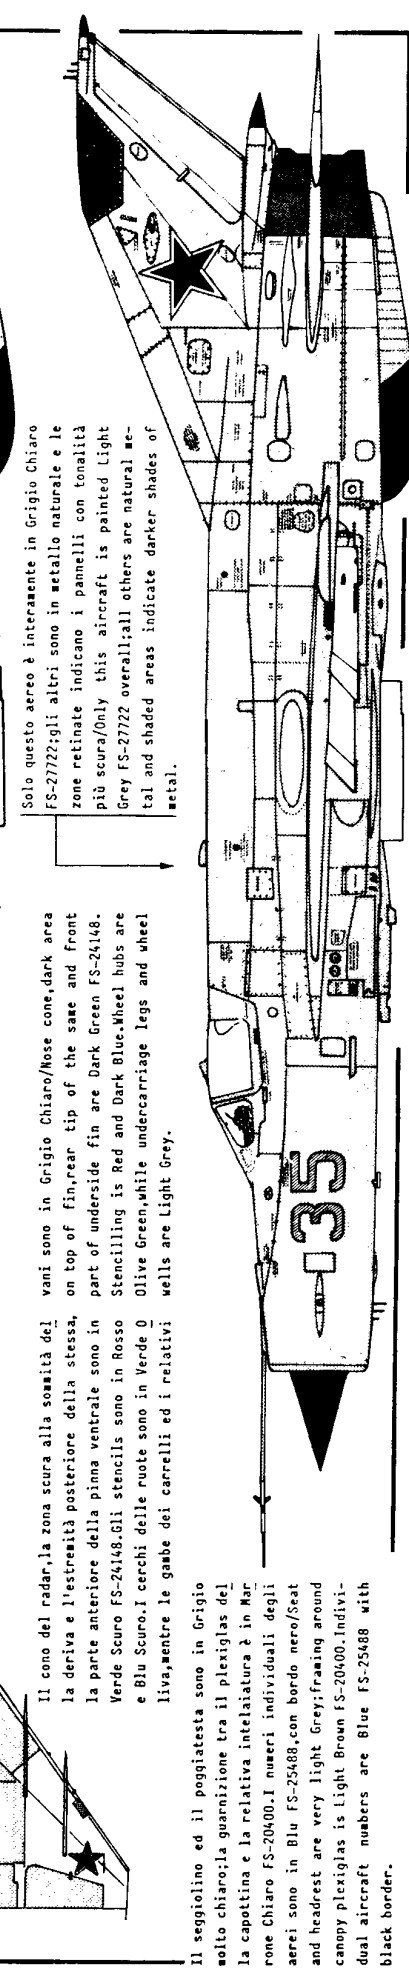 Il seggiolino ed il poggiatesta sono in Grigio
molto chiaro;la guarnizione tra il plexiglas del
la capottina e la relativa intelaiatura è in Mar
rone Chiaro FS-20400.I numeri individuali degli
aerei sono in Blu FS-25488,con bordo nero/Seat
and headrest are very light Grey;framing around
canopy plexiglas is Light Brown FS-20400.Indivi-
dual aircraft numbers are Blue FS-25488 with
black border.
Il cono del radar,la zona scura alla sommità del
la deriva e l'estremità posteriore della stessa,
la parte anteriore della pinna ventrale sono in
Verde Scuro FS-24148.Gli stencils sono in Rosso
e Blu Scuro.I cerchi delle ruote sono in Verde O
liva,mentre le gambe dei carrelli ed i relativi
vani sono in Grigio Chiaro/Nose cone,dark area
on top of fin,rear tip of the same and front
part of underside fin are Dark Green FS-24148.
Stencilling is Red and Dark Blue.Wheel hubs are
Olive Green,while undercarriage legs and wheel
wells are Light Grey.
Solo questo aereo è interamente in Grigio Chiaro
FS-27722;gli altri sono in metallo naturale e le
zone retinate indicano i pannelli con tonalità
più scura/Only this aircraft is painted Light
Grey FS-27722 overall;all others are natural me-
tal and shaded areas indicate darker shades of
metal.
35